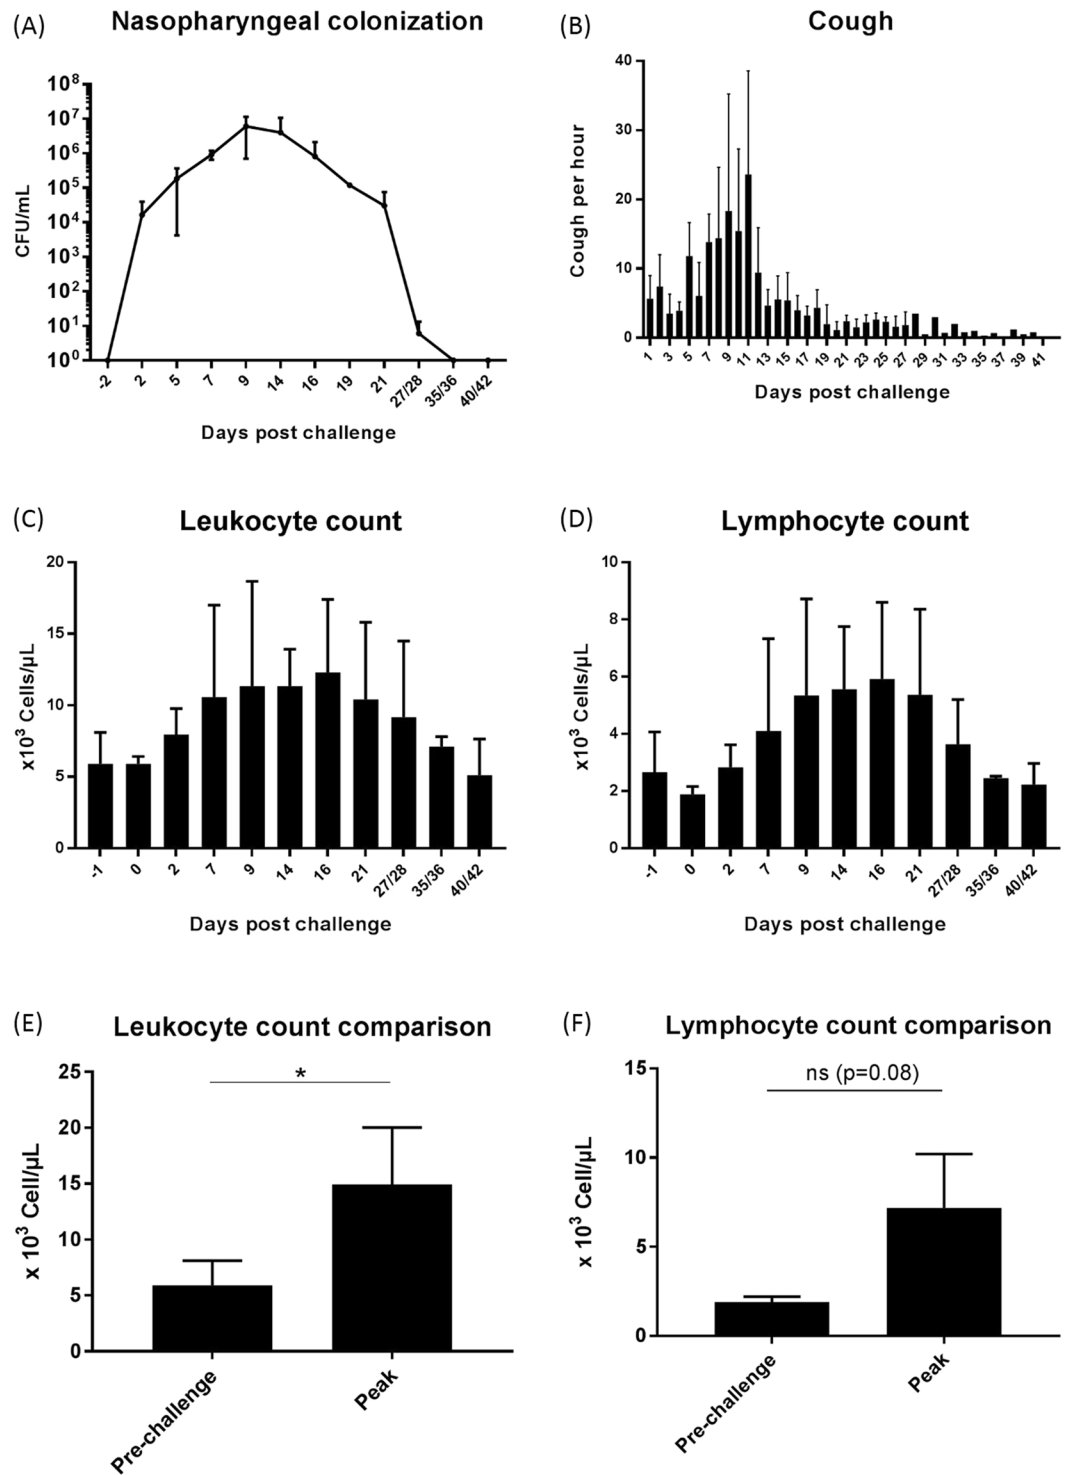 (A)
Nasopharyngeal colonization
10⁸
10⁷
10⁶
10⁵
10⁴
10³
10²
10¹
10⁰
CFU/mL
-2 2 5 7 9 14 16 19 21 27/28 35/36 40/42
Days post challenge
(B)
Cough
40
30
20
10
0
Cough per hour
1 3 5 7 9 11 13 15 17 19 21 23 25 27 29 31 33 35 37 39 41
Days post challenge
(C)
Leukocyte count
20
15
10
5
0
x10³ Cells/µL
-1 0 2 7 9 14 16 21 27/28 35/36 40/42
Days post challenge
(D)
Lymphocyte count
10
8
6
4
2
0
x10³ Cells/µL
-1 0 2 7 9 14 16 21 27/28 35/36 40/42
Days post challenge
(E)
Leukocyte count comparison
25
20
15
10
5
0
x 10³ Cell/µL
*
Pre-challenge Peak
(F)
Lymphocyte count comparison
15
10
5
0
x 10³ Cell/µL
ns (p=0.08)
Pre-challenge Peak